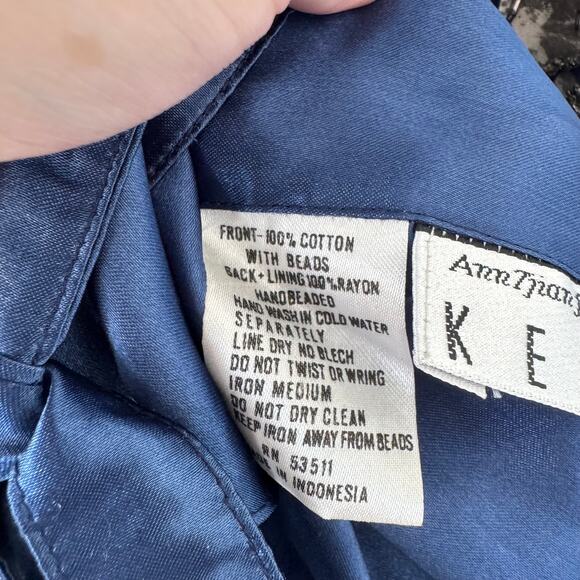 FRONT-100% COTTON
WITH BEADS
BACK+LINING 100% RAYON
HANDBEADED
HAND WASH IN COLD WATER
SEPARATELY
LINE DRY NO BLECH
DO NOT TWIST OR WRING
IRON MEDIUM
DO NOT DRY CLEAN
KEEP IRON AWAY FROM BEADS
RN 53511
MADE IN INDONESIA
K E